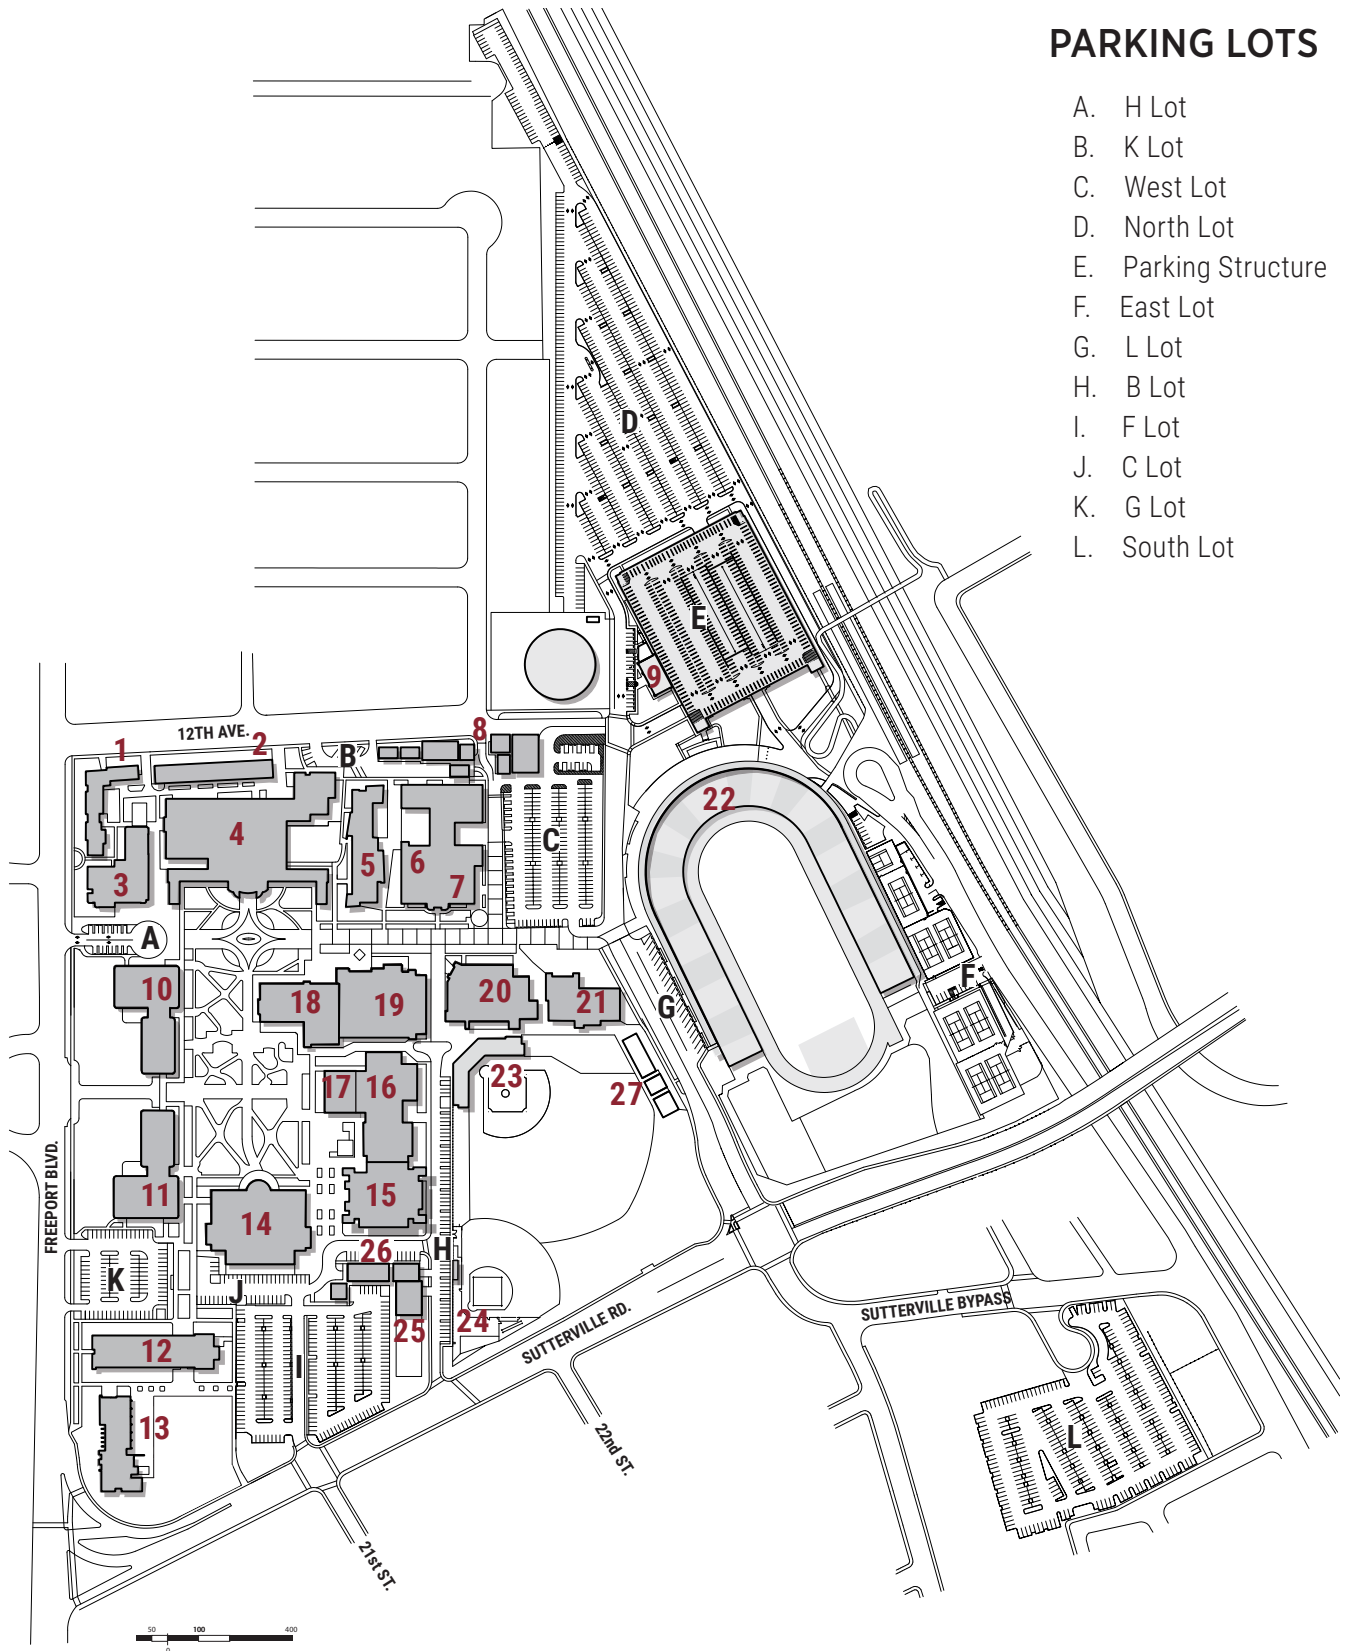 PARKING LOTS
A. H Lot
B. K Lot
C. West Lot
D. North Lot
E. Parking Structure
F. East Lot
G. L Lot
H. B Lot
I. F Lot
J. C Lot
K. G Lot
L. South Lot
D
E
9
12TH AVE.
1
2
B
8
22
4
C
5
6
7
3
A
F
10
18
19
20
21
G
23
17
16
27
FREEPORT BLVD.
11
15
14
H
26
K
J
SUTTERVILLE BYPASS
24
25
SUTTERVILLE RD.
12
I
13
22nd ST.
L
21st ST.
50
100
400
0